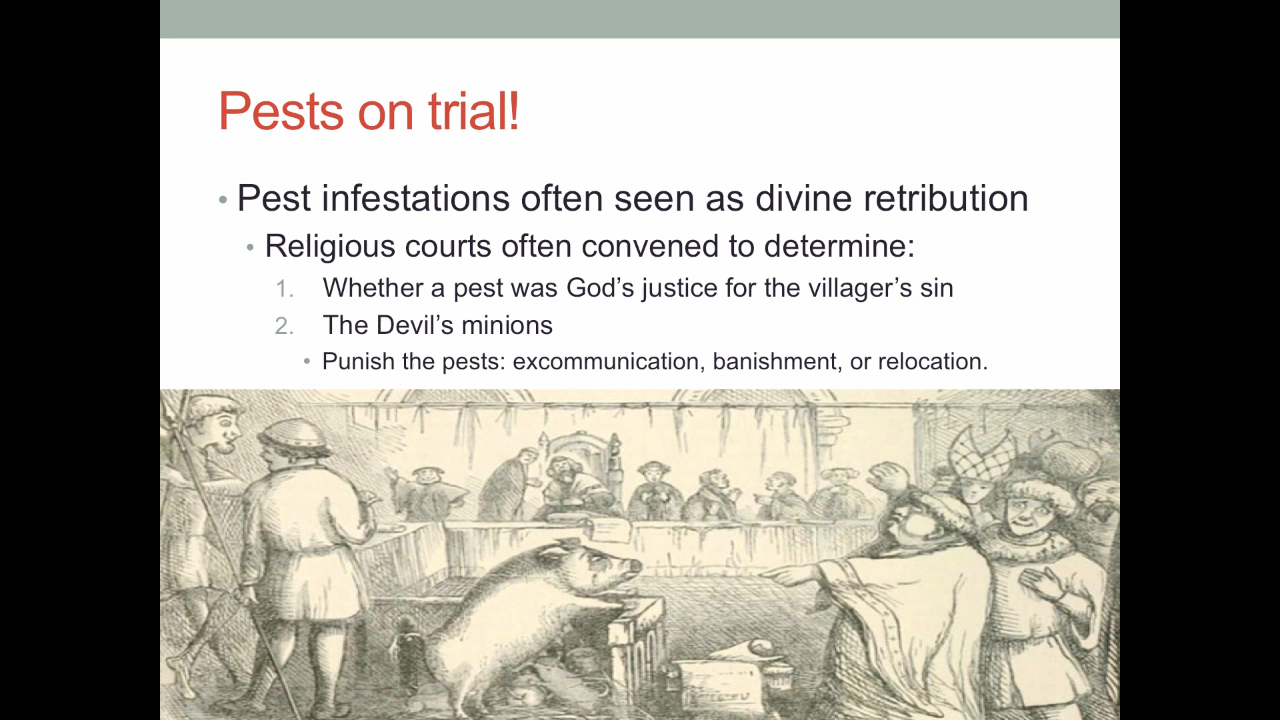 Pests on trial!
• Pest infestations often seen as divine retribution
• Religious courts often convened to determine:
1. Whether a pest was God’s justice for the villager’s sin
2. The Devil’s minions
• Punish the pests: excommunication, banishment, or relocation.